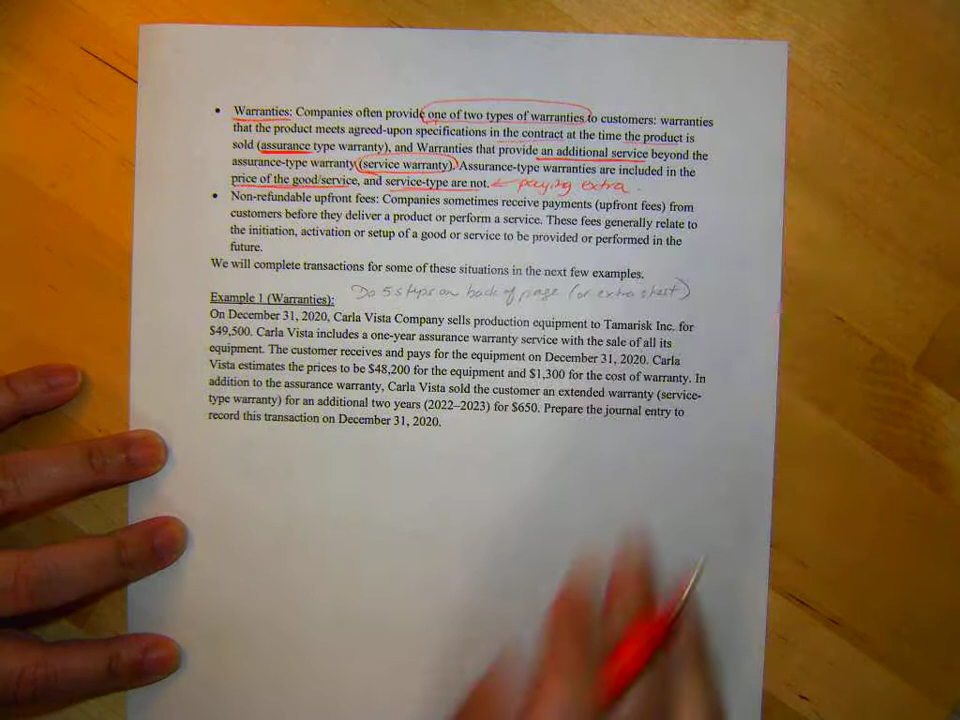 • Warranties: Companies often provide one of two types of warranties to customers: warranties
that the product meets agreed-upon specifications in the contract at the time the product is
sold (assurance type warranty), and Warranties that provide an additional service beyond the
assurance-type warranty (service warranty). Assurance-type warranties are included in the
price of the good/service, and service-type are not. ← paying extra
• Non-refundable upfront fees: Companies sometimes receive payments (upfront fees) from
customers before they deliver a product or perform a service. These fees generally relate to
the initiation, activation or setup of a good or service to be provided or performed in the
future.
We will complete transactions for some of these situations in the next few examples.
Do 5 steps on back of page (or extra sheet)
Example 1 (Warranties):
On December 31, 2020, Carla Vista Company sells production equipment to Tamarisk Inc. for
$49,500. Carla Vista includes a one-year assurance warranty service with the sale of all its
equipment. The customer receives and pays for the equipment on December 31, 2020. Carla
Vista estimates the prices to be $48,200 for the equipment and $1,300 for the cost of warranty. In
addition to the assurance warranty, Carla Vista sold the customer an extended warranty (service-
type warranty) for an additional two years (2022–2023) for $650. Prepare the journal entry to
record this transaction on December 31, 2020.